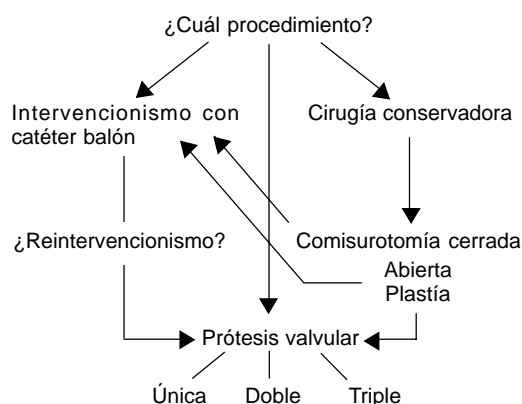 ¿Cuál procedimiento?
Intervencionismo con
catéter balón
Cirugía conservadora
¿Reintervencionismo?
Comisurotomía cerrada
Abierta
Plastía
Prótesis valvular
Única Doble Triple